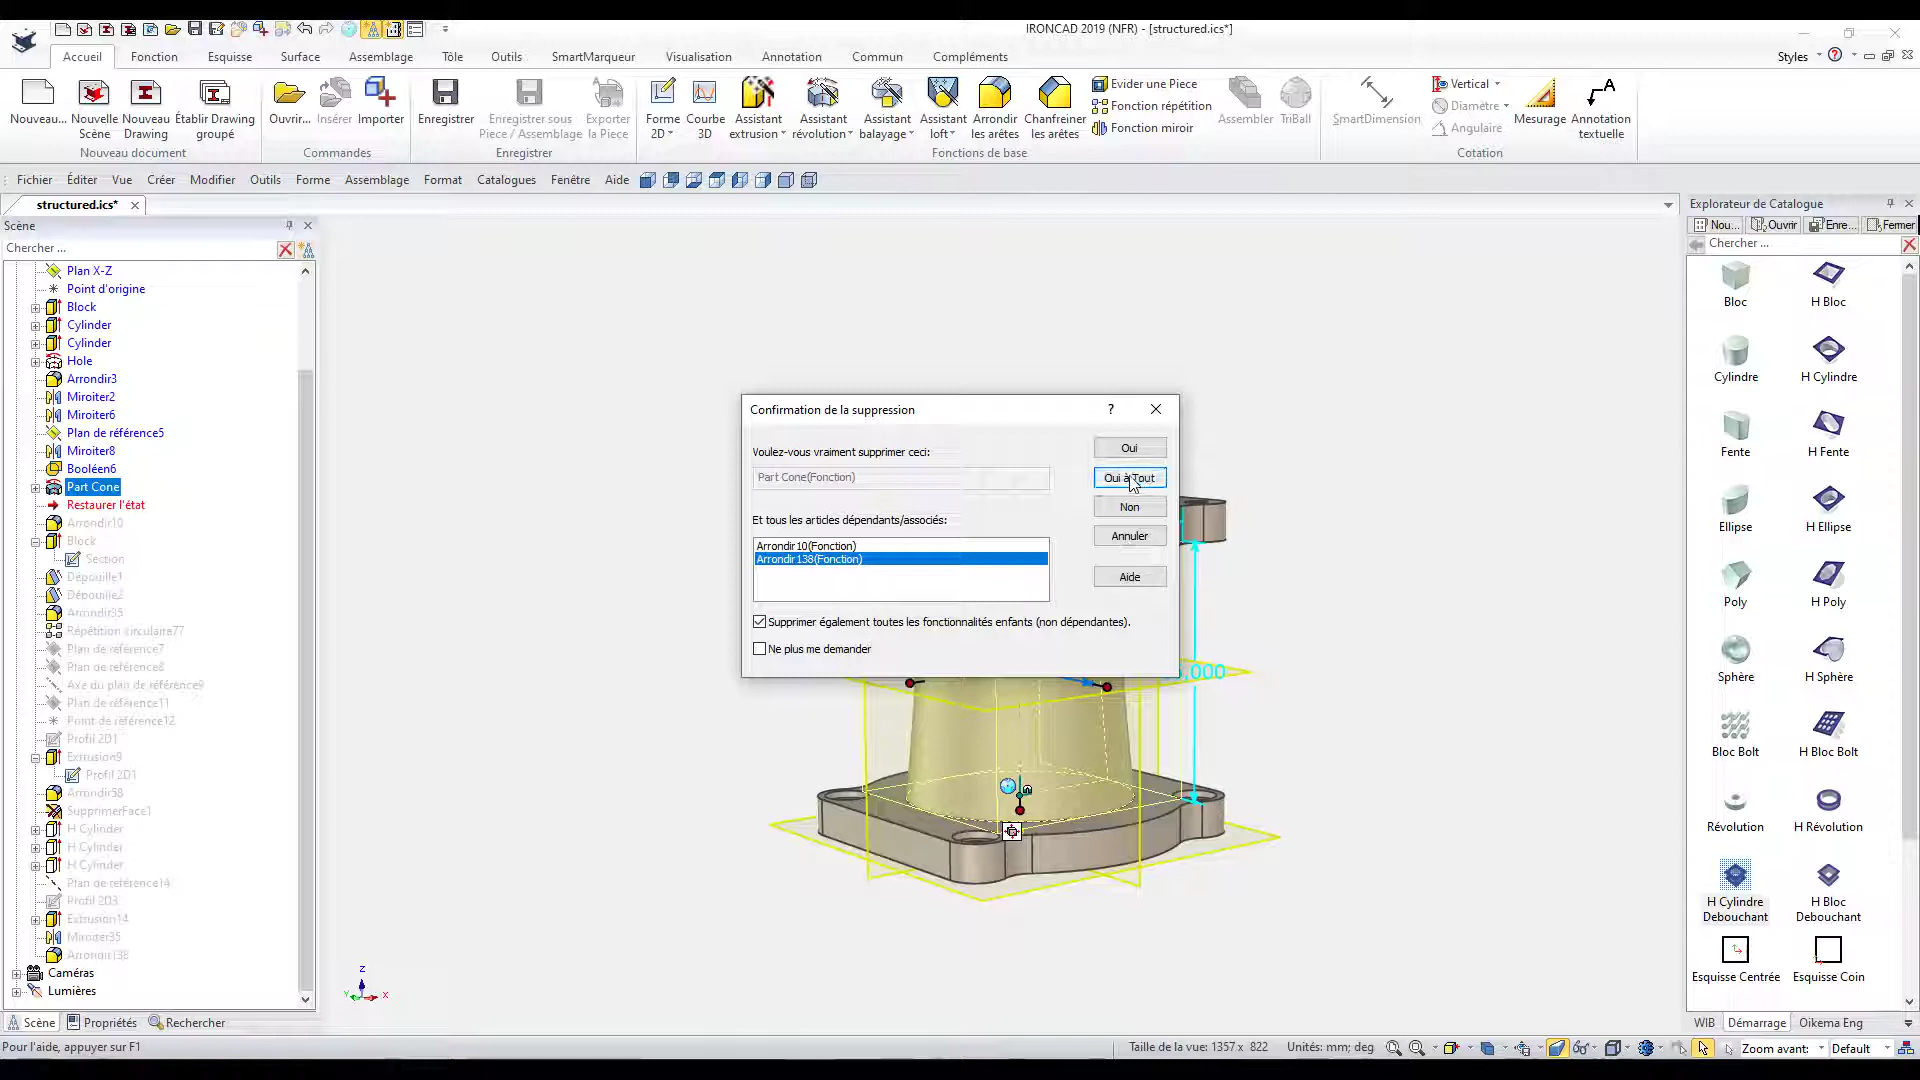 IRONCAD 2019 (NFR) - [structured.ics*]
Accueil Fonction Esquisse Surface Assemblage Tôle Outils SmartMarqueur Visualisation Annotation Commun Compléments Styles
Nouveau... Nouvelle Scène Nouveau Drawing Établir Drawing groupé
Nouveau document
Ouvrir... Insérer Importer
Commandes
Enregistrer Enregistrer sous Piece / Assemblage Exporter la Piece
Enregistrer
Forme 2D Courbe 3D Assistant extrusion Assistant révolution Assistant balayage Assistant loft Arrondir les arêtes Chanfreiner les arêtes
Evider une Piece
Fonction répétition
Fonction miroir
Fonctions de base
Assembler TriBall
SmartDimension
Vertical
Diamètre
Angulaire
Mesurage Annotation textuelle
Cotation
Fichier Éditer Vue Créer Modifier Outils Forme Assemblage Format Catalogues Fenêtre Aide
structured.ics*
Scène
Chercher ...
Plan X-Z
Point d'origine
Block
Cylinder
Cylinder
Hole
Arrondir3
Miroiter2
Miroiter6
Plan de référence5
Miroiter8
Booléen6
Part Cone
Restaurer l'état
Arrondir10
Block
Section
Dépouille1
Dépouille2
Arrondir35
Répétition circulaire77
Plan de référence7
Plan de référence8
Axe du plan de référence9
Plan de référence11
Point de référence12
Profil 2D1
Extrusion9
Profil 2D1
Arrondir58
SupprimerFace1
H Cylinder
H Cylinder
H Cylinder
Plan de référence14
Profil 2D3
Extrusion14
Miroiter35
Arrondir138
Caméras
Lumières
Scène Propriétés Rechercher
Confirmation de la suppression ?
Voulez-vous vraiment supprimer ceci:
Part Cone(Fonction)
Et tous les articles dépendants/associés:
Arrondir10(Fonction)
Arrondir138(Fonction)
Supprimer également toutes les fonctionnalités enfants (non dépendantes).
Ne plus me demander
Oui
Oui à Tout
Non
Annuler
Aide
,000
Z
Y X
Explorateur de Catalogue
Nou... Ouvrir Enre... Fermer
Chercher ...
Bloc H Bloc
Cylindre H Cylindre
Fente H Fente
Ellipse H Ellipse
Poly H Poly
Sphère H Sphère
Bloc Bolt H Bloc Bolt
Révolution H Révolution
H Cylindre Debouchant H Bloc Debouchant
Esquisse Centrée Esquisse Coin
WIB Démarrage Oikema Eng
Pour l'aide, appuyer sur F1
Taille de la vue: 1357 x 822 Unités: mm; deg Zoom avant: Default